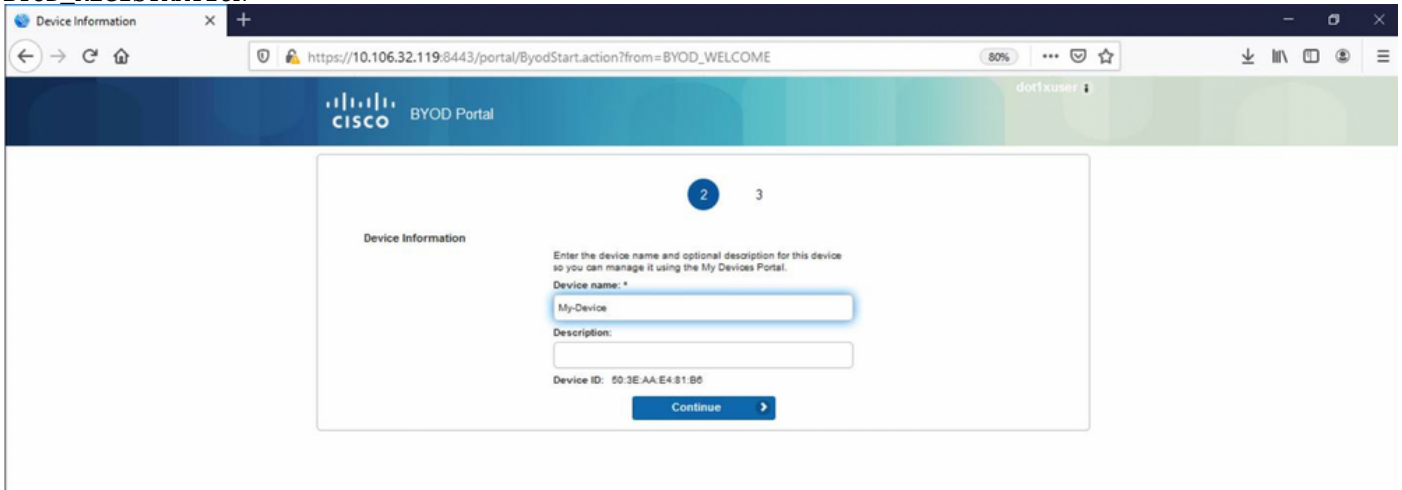 Device Information
https://10.106.32.119:8443/portal/ByodStart.action?from=BYOD_WELCOME
80%
dot1xuser
CISCO BYOD Portal
2 3
Device Information
Enter the device name and optional description for this device
so you can manage it using the My Devices Portal.
Device name: *
My-Device
Description:
Device ID: 50:3E:AA:E4:81:B6
Continue